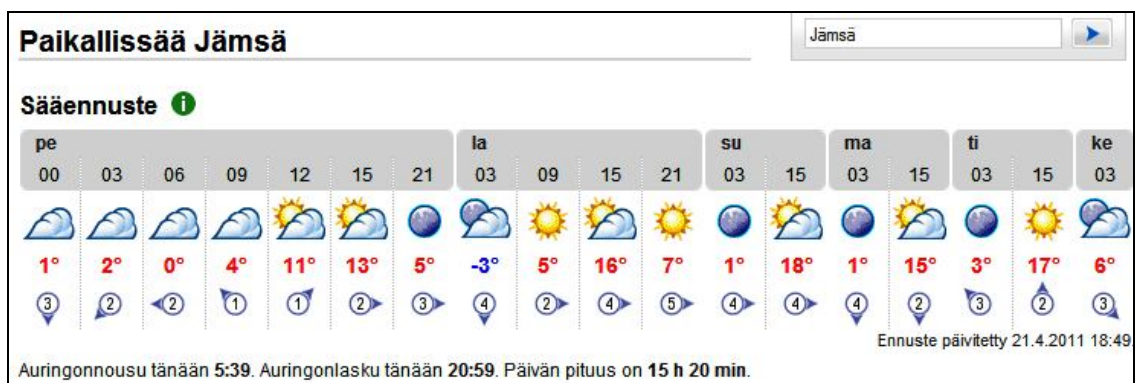 Paikallissää Jämsä
Jämsä
Sääennuste i
pe la su ma ti ke
00 03 06 09 12 15 21 03 09 15 21 03 15 03 15 03 15 03
1° 2° 0° 4° 11° 13° 5° -3° 5° 16° 7° 1° 18° 1° 15° 3° 17° 6°
3 2 2 1 1 2 3 4 2 4 5 4 4 4 2 3 2 3
Ennuste päivitetty 21.4.2011 18:49
Auringonnousu tänään 5:39. Auringonlasku tänään 20:59. Päivän pituus on 15 h 20 min.